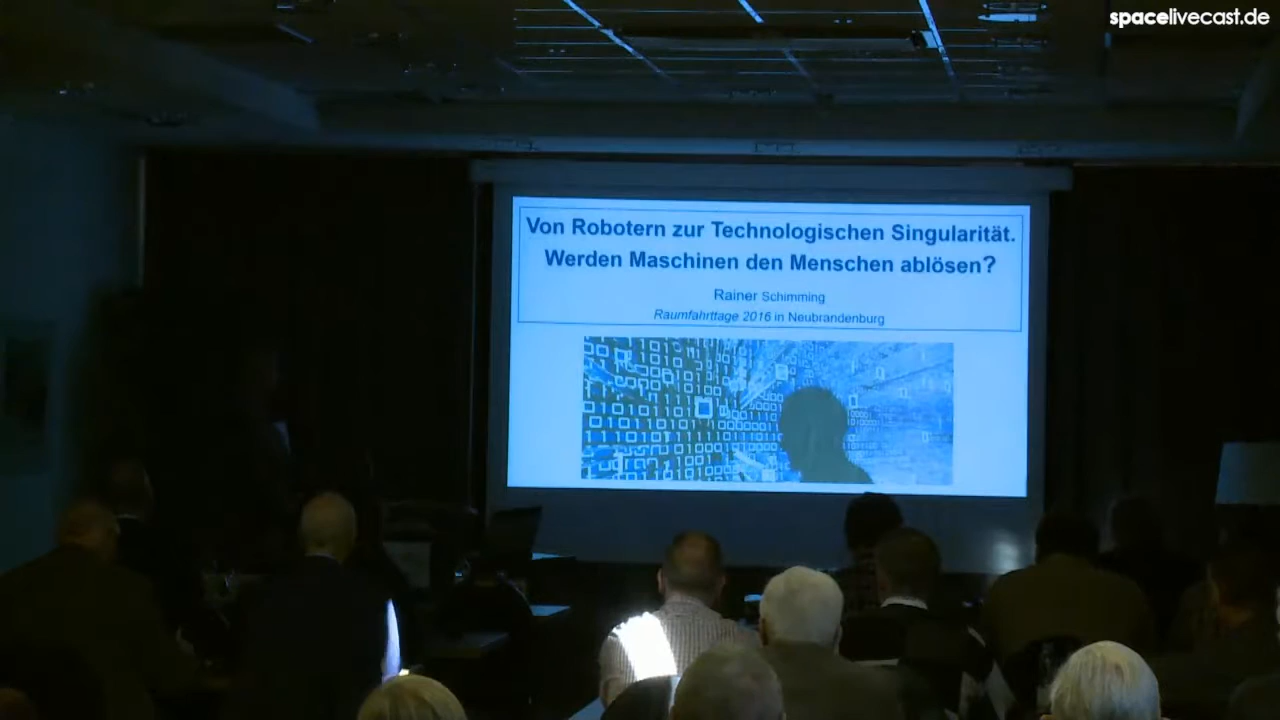 spacelivecast.de
Von Robotern zur Technologischen Singularität.
Werden Maschinen den Menschen ablösen?
Rainer Schimming
Raumfahrttage 2016 in Neubrandenburg